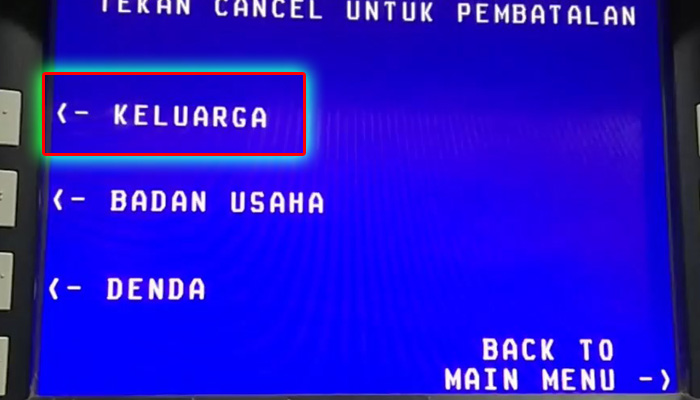 TEKAN CANCEL UNTUK PEMBATALAN
<- KELUARGA
<- BADAN USAHA
<- DENDA
BACK TO
MAIN MENU ->